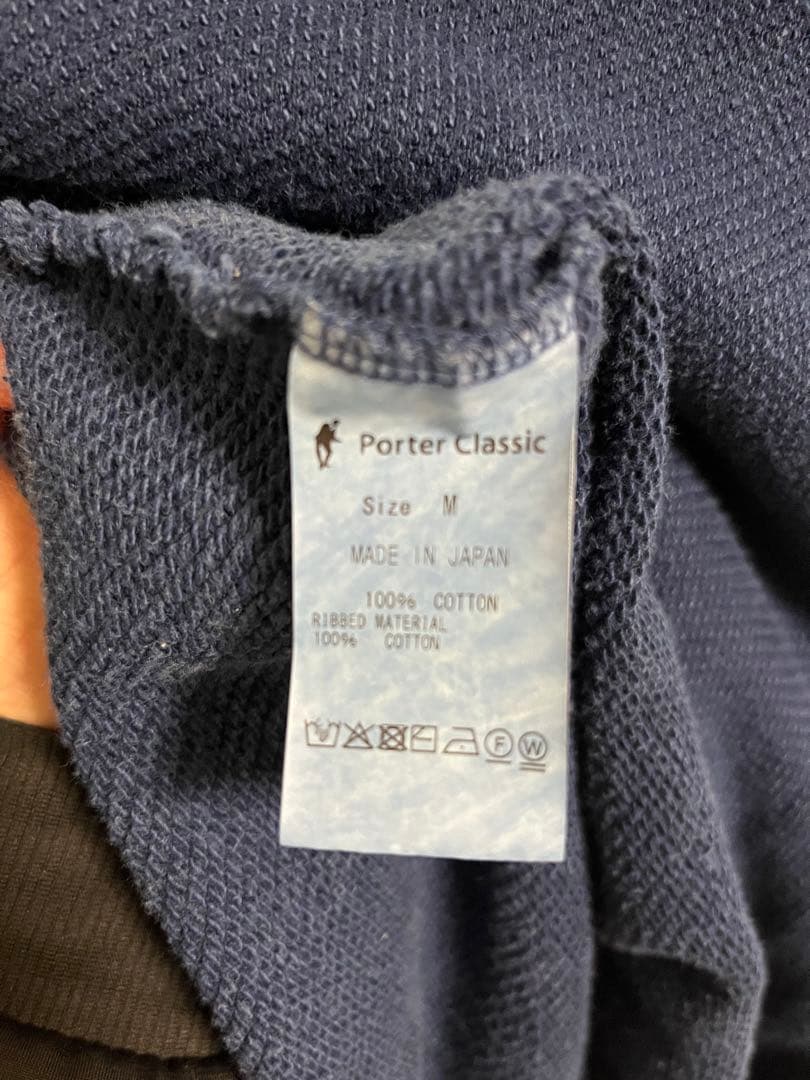 Porter Classic
Size M
MADE IN JAPAN
100% COTTON
RIBBED MATERIAL
100% COTTON
F W